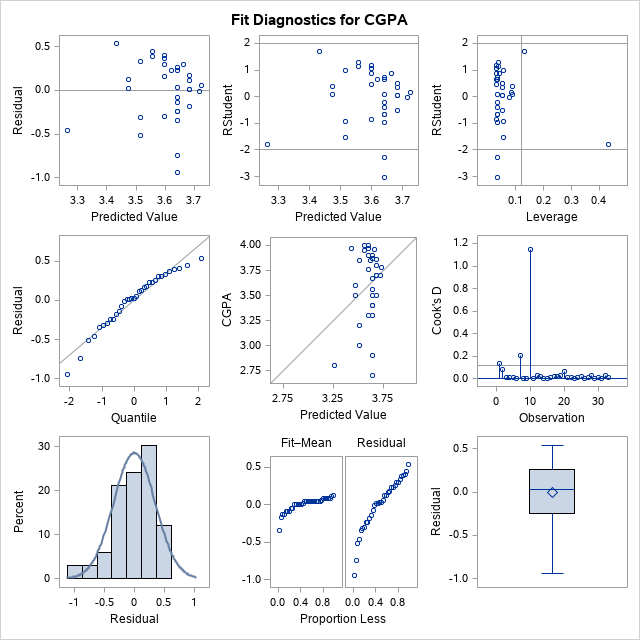 Fit Diagnostics for CGPA
Residual
0.5
0.0
-0.5
-1.0
3.3 3.4 3.5 3.6 3.7
Predicted Value
RStudent
2
1
0
-1
-2
-3
3.3 3.4 3.5 3.6 3.7
Predicted Value
RStudent
2
1
0
-1
-2
-3
0.1 0.2 0.3 0.4
Leverage
Residual
0.5
0.0
-0.5
-1.0
-2 -1 0 1 2
Quantile
CGPA
4.00
3.75
3.50
3.25
3.00
2.75
2.75 3.25 3.75
Predicted Value
Cook's D
1.2
1.0
0.8
0.6
0.4
0.2
0.0
0 10 20 30
Observation
Percent
30
20
10
0
-1 -0.5 0 0.5 1
Residual
Fit–Mean Residual
0.5
0.0
-0.5
-1.0
0.0 0.4 0.8 0.0 0.4 0.8
Proportion Less
Residual
0.5
0.0
-0.5
-1.0